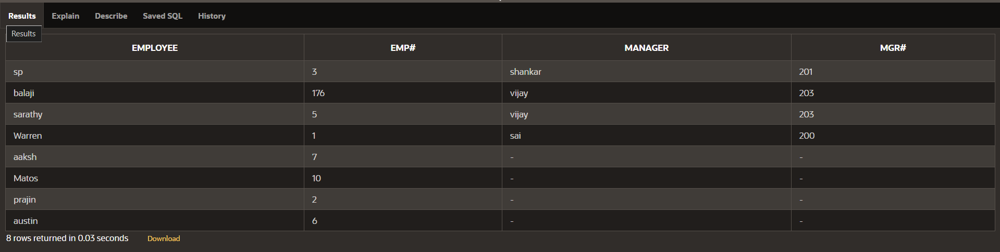 Results Explain Describe Saved SQL History
Results
EMPLOYEE EMP# MANAGER MGR#
sp 3 shankar 201
balaji 176 vijay 203
sarathy 5 vijay 203
Warren 1 sai 200
aaksh 7 - -
Matos 10 - -
prajin 2 - -
austin 6 - -
8 rows returned in 0.03 seconds Download